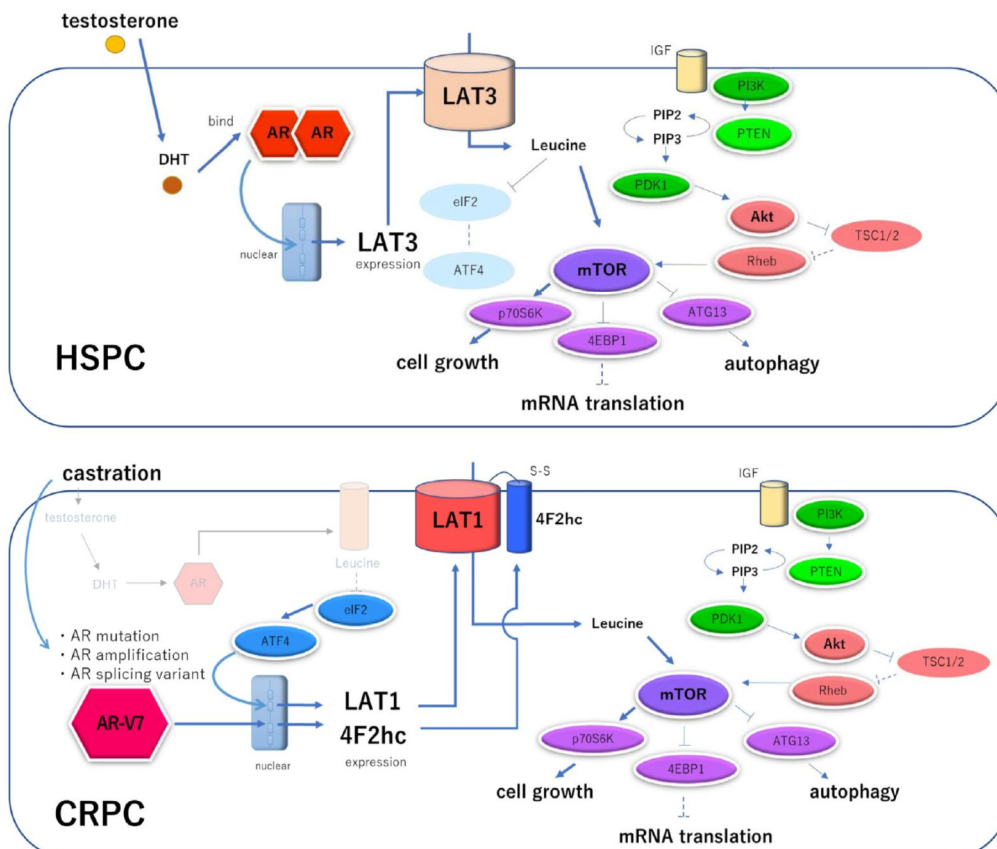 testosterone
IGF
PI3K
LAT3
bind
AR AR
PIP2
PTEN
PIP3
Leucine
DHT
PDK1
eIF2
Akt
TSC1/2
LAT3
nuclear
expression
ATF4
mTOR
Rheb
p70S6K
ATG13
4EBP1
cell growth
autophagy
HSPC
mRNA translation
castration
S-S
IGF
testosterone
LAT1
4F2hc
PI3K
PIP2
PTEN
PIP3
Leucine
DHT
AR
eIF2
PDK1
Leucine
・AR mutation
・AR amplification
・AR splicing variant
ATF4
Akt
TSC1/2
mTOR
Rheb
AR-V7
LAT1
4F2hc
p70S6K
ATG13
nuclear
expression
4EBP1
cell growth
autophagy
CRPC
mRNA translation